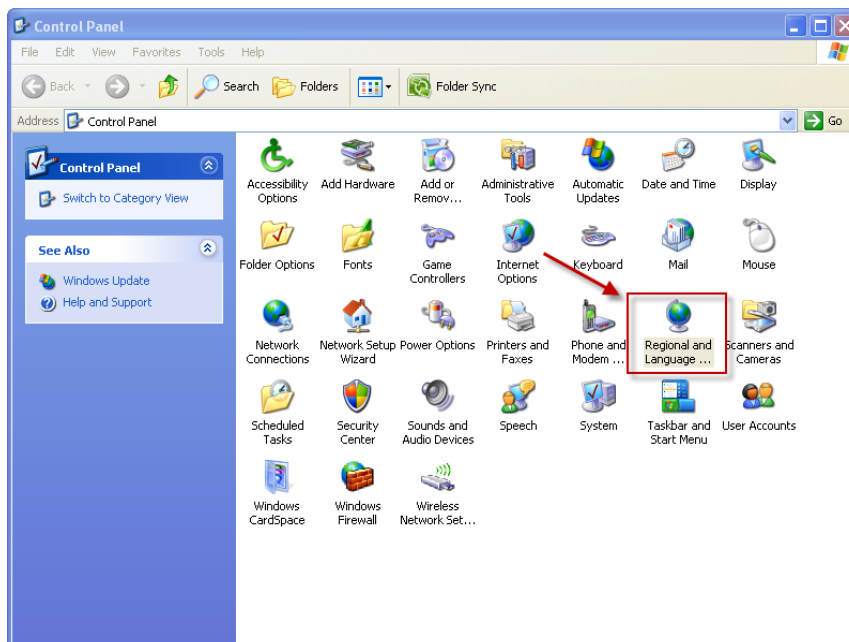 Control Panel
File Edit View Favorites Tools Help
Back Search Folders Folder Sync
Address Control Panel Go
Control Panel
Switch to Category View
See Also
Windows Update
Help and Support
Accessibility Options
Add Hardware
Add or Remov...
Administrative Tools
Automatic Updates
Date and Time
Display
Folder Options
Fonts
Game Controllers
Internet Options
Keyboard
Mail
Mouse
Network Connections
Network Setup Wizard
Power Options
Printers and Faxes
Phone and Modem ...
Regional and Language ...
Scanners and Cameras
Scheduled Tasks
Security Center
Sounds and Audio Devices
Speech
System
Taskbar and Start Menu
User Accounts
Windows CardSpace
Windows Firewall
Wireless Network Set...